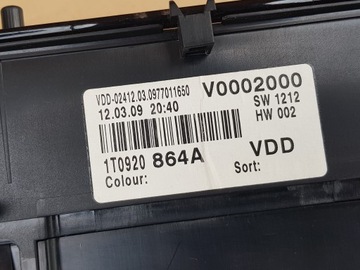 VDD-02412.03.0977011650 V0002000
12.03.09 20:40 SW 1212
HW 002
1T0920 864A VDD
Colour: Sort: